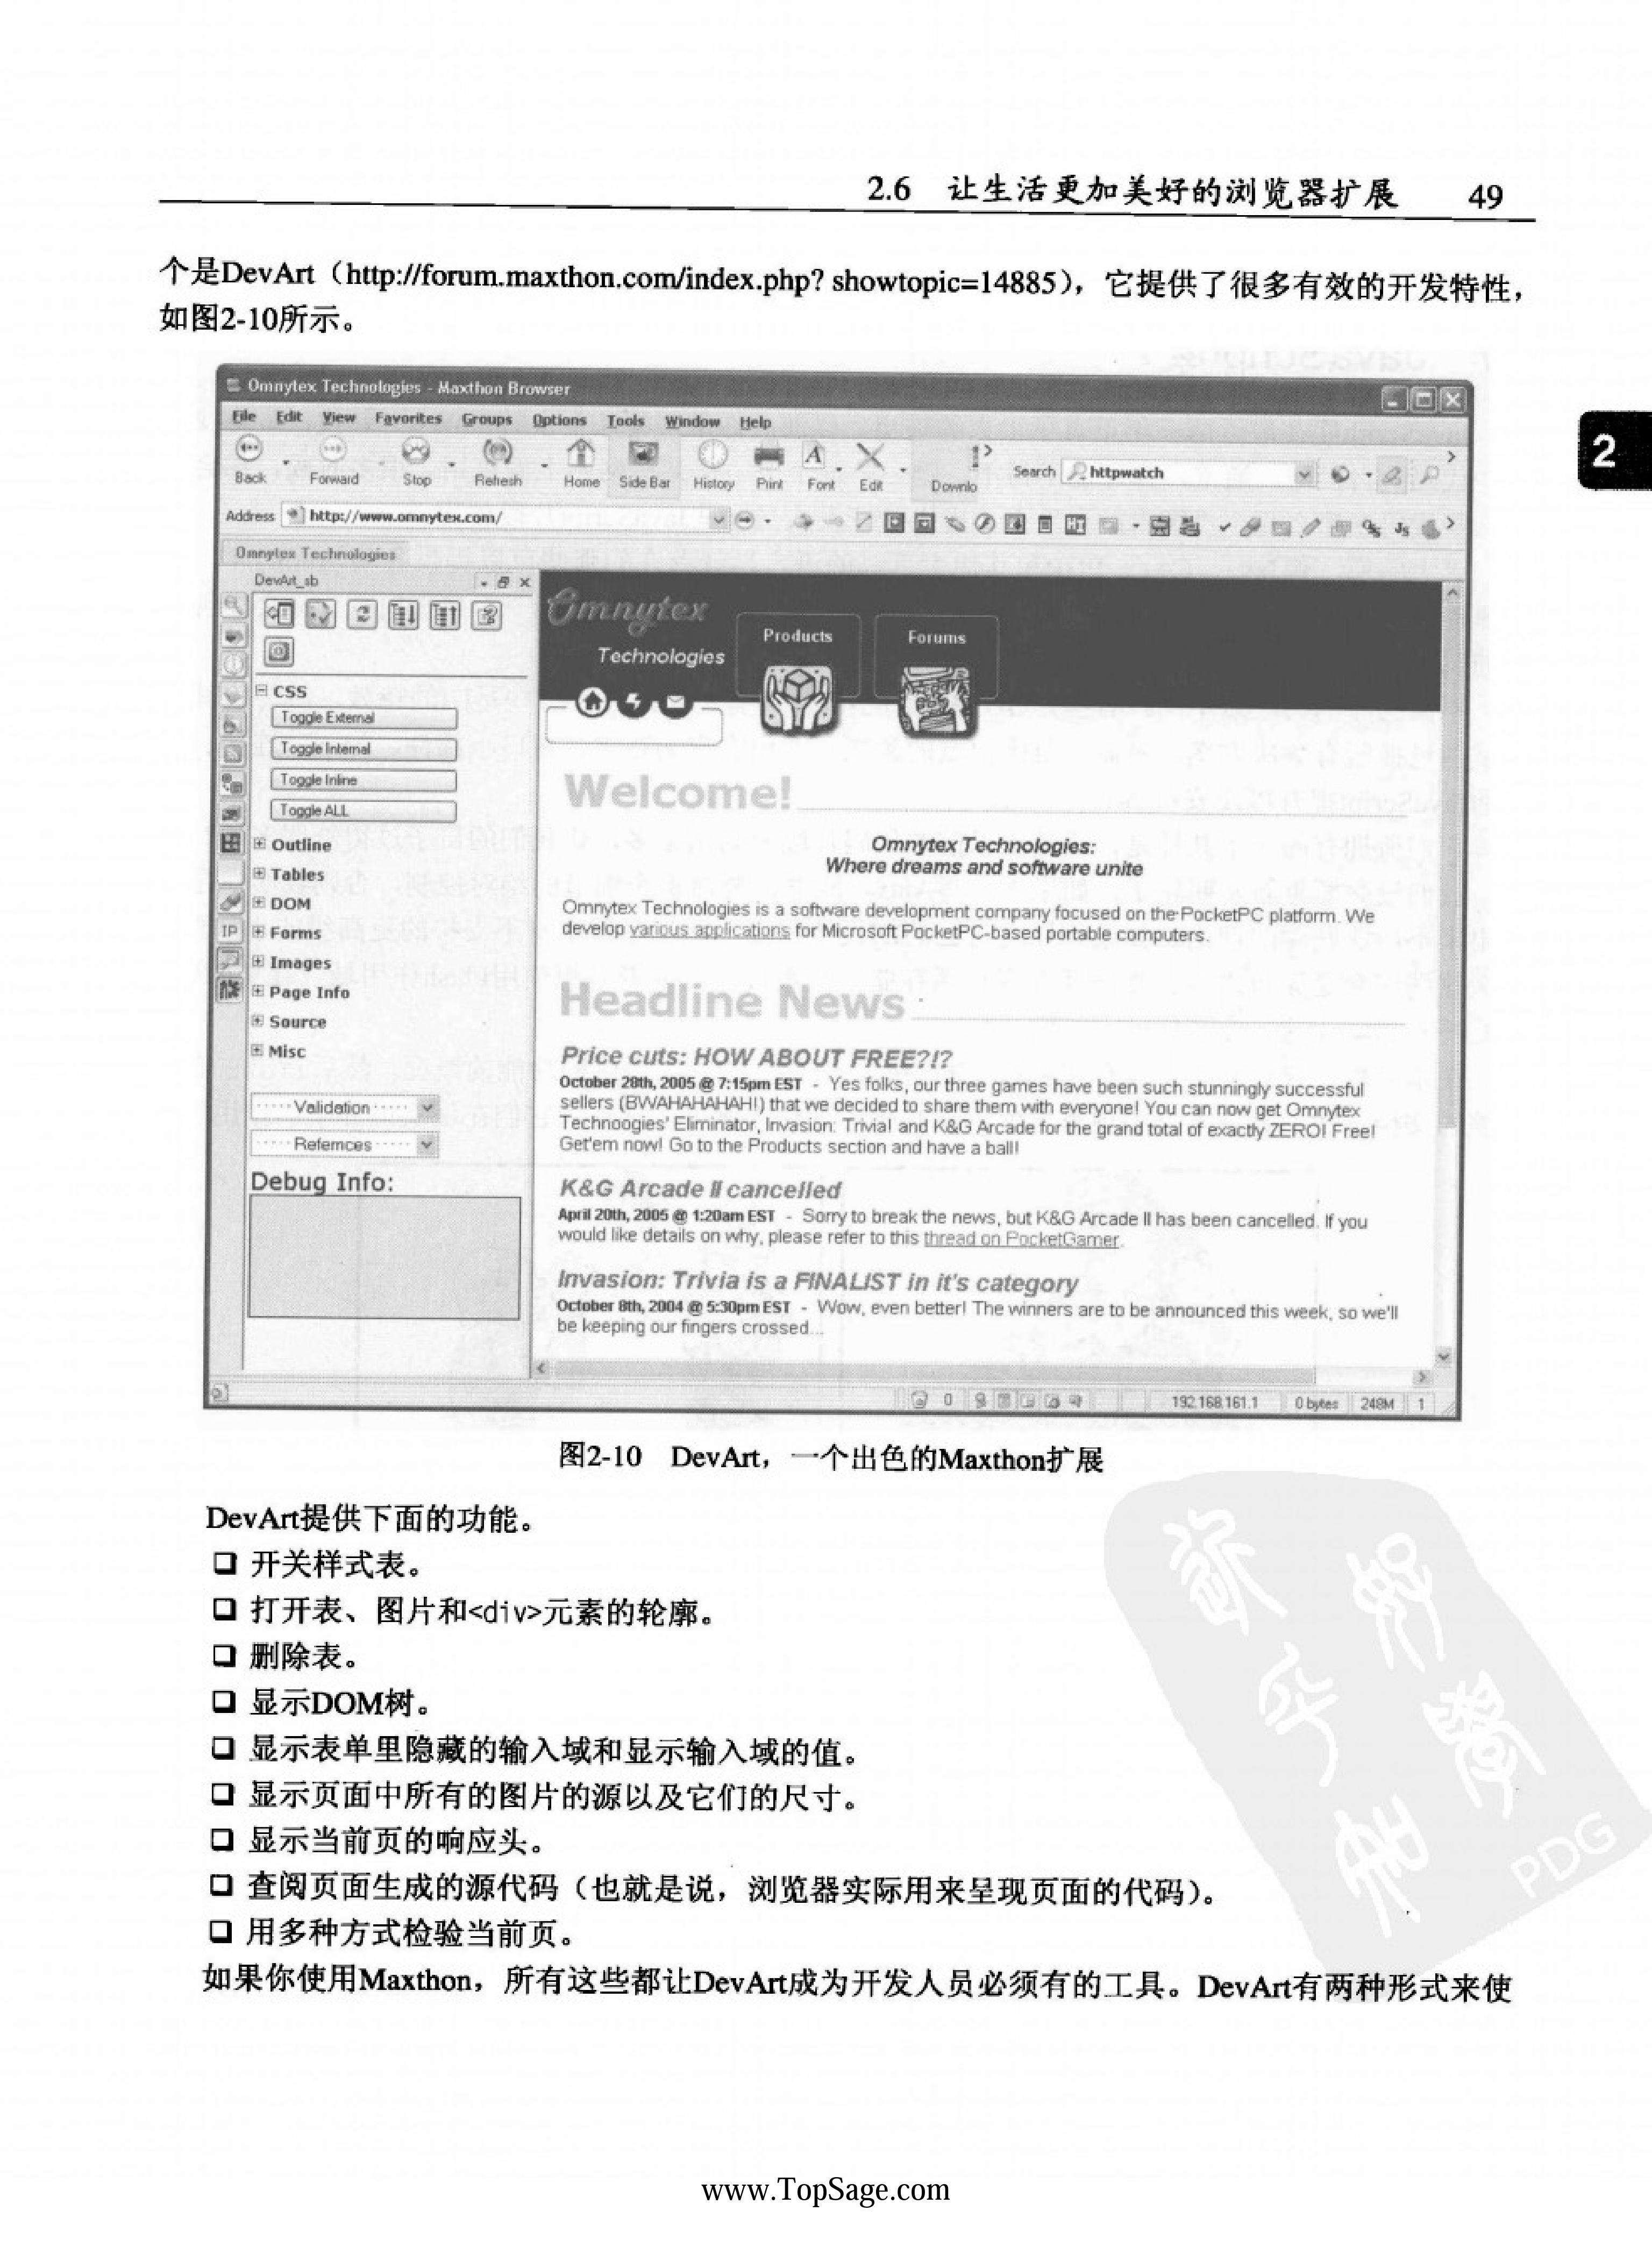 2.6 让生活更加美好的浏览器扩展 49
个是DevArt（http://forum.maxthon.com/index.php? showtopic=14885），它提供了很多有效的开发特性，
如图2-10所示。
2
Omnytex Technologies - Maxthon Browser
File Edit View Favorites Groups Options Tools Window Help
Back Forward Stop Refresh Home Side Bar History Print Font Edit Downlo Search httpwatch
Address http://www.omnytex.com/
Omnytex Technologies
DevArt_sb
CSS
Toggle External
Toggle Internal
Toggle Inline
Toggle ALL
Outline
Tables
DOM
IP Forms
Images
Page Info
Source
Misc
Validation
Refernces
Debug Info:
Omnytex
Technologies
Products Forums
Welcome!
Omnytex Technologies:
Where dreams and software unite
Omnytex Technologies is a software development company focused on the PocketPC platform. We
develop various applications for Microsoft PocketPC-based portable computers.
Headline News
Price cuts: HOW ABOUT FREE?!?
October 28th, 2005 @ 7:15pm EST - Yes folks, our three games have been such stunningly successful
sellers (BWAHAHAHAH!) that we decided to share them with everyone! You can now get Omnytex
Technoogies' Eliminator, Invasion: Trivia! and K&G Arcade for the grand total of exactly ZERO! Free!
Get'em now! Go to the Products section and have a ball!
K&G Arcade II cancelled
April 20th, 2005 @ 1:20am EST - Sorry to break the news, but K&G Arcade II has been cancelled. If you
would like details on why, please refer to this thread on PocketGamer.
Invasion: Trivia is a FINALIST in it's category
October 8th, 2004 @ 5:30pm EST - Wow, even better! The winners are to be announced this week, so we'll
be keeping our fingers crossed...
0 192.168.161.1 0 bytes 248M 1
图2-10 DevArt，一个出色的Maxthon扩展
DevArt提供下面的功能。
❑ 开关样式表。
❑ 打开表、图片和<div>元素的轮廓。
❑ 删除表。
❑ 显示DOM树。
❑ 显示表单里隐藏的输入域和显示输入域的值。
❑ 显示页面中所有的图片的源以及它们的尺寸。
❑ 显示当前页的响应头。
❑ 查阅页面生成的源代码（也就是说，浏览器实际用来呈现页面的代码）。
❑ 用多种方式检验当前页。
如果你使用Maxthon，所有这些都让DevArt成为开发人员必须有的工具。DevArt有两种形式来使
PDG
www.TopSage.com